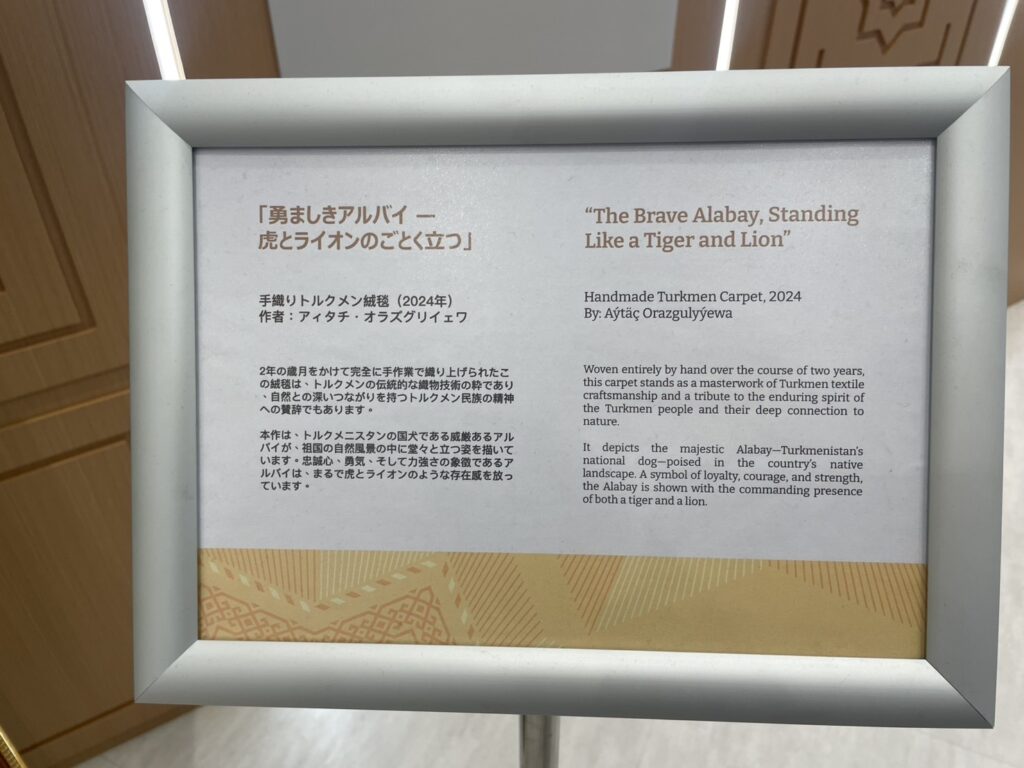 「勇ましきアルバイ —
虎とライオンのごとく立つ」
手織りトルクメン絨毯（2024年）
作者：アィタチ・オラズグリイェワ
2年の歳月をかけて完全に手作業で織り上げられたこ
の絨毯は、トルクメンの伝統的な織物技術の粋であり
、自然との深いつながりを持つトルクメン民族の精神
への賛辞でもあります。
本作は、トルクメニスタンの国犬である威厳あるアル
バイが、祖国の自然風景の中に堂々と立つ姿を描いて
います。忠誠心、勇気、そして力強さの象徴であるア
ルバイは、まるで虎とライオンのような存在感を放っ
ています。
“The Brave Alabay, Standing
Like a Tiger and Lion”
Handmade Turkmen Carpet, 2024
By: Aýtäç Orazgulyýewa
Woven entirely by hand over the course of two years,
this carpet stands as a masterwork of Turkmen textile
craftsmanship and a tribute to the enduring spirit of
the Turkmen people and their deep connection to
nature.
It depicts the majestic Alabay—Turkmenistan’s
national dog—poised in the country’s native
landscape. A symbol of loyalty, courage, and strength,
the Alabay is shown with the commanding presence
of both a tiger and a lion.